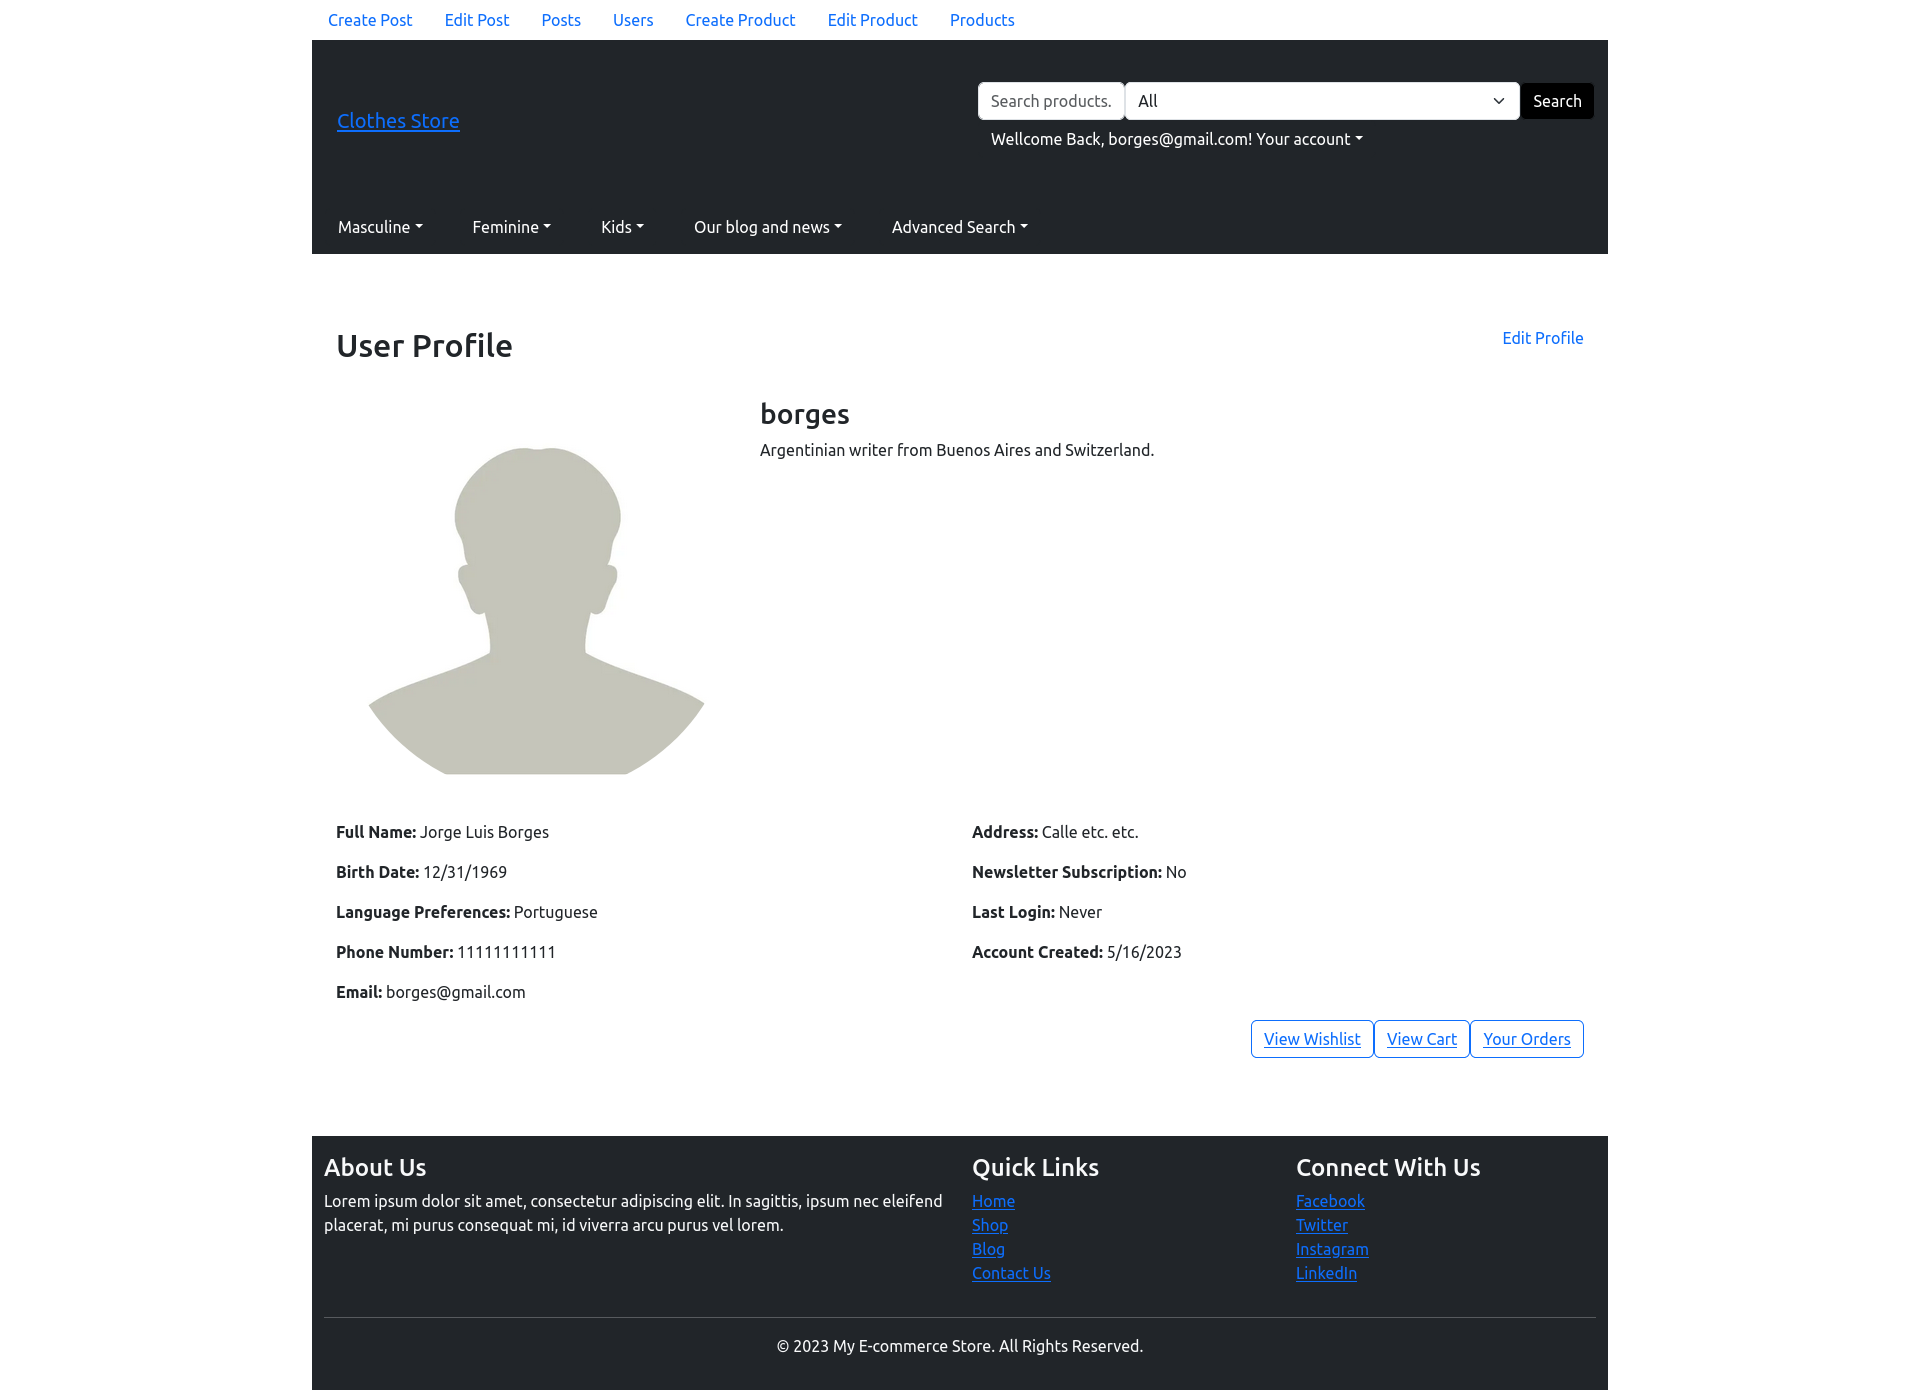 Create Post Edit Post Posts Users Create Product Edit Product Products
Clothes Store
Search products. All Search
Wellcome Back, borges@gmail.com! Your account
Masculine Feminine Kids Our blog and news Advanced Search
User Profile Edit Profile
borges
Argentinian writer from Buenos Aires and Switzerland.
Full Name: Jorge Luis Borges
Birth Date: 12/31/1969
Language Preferences: Portuguese
Phone Number: 11111111111
Email: borges@gmail.com
Address: Calle etc. etc.
Newsletter Subscription: No
Last Login: Never
Account Created: 5/16/2023
View Wishlist View Cart Your Orders
About Us
Lorem ipsum dolor sit amet, consectetur adipiscing elit. In sagittis, ipsum nec eleifend
placerat, mi purus consequat mi, id viverra arcu purus vel lorem.
Quick Links
Home
Shop
Blog
Contact Us
Connect With Us
Facebook
Twitter
Instagram
LinkedIn
© 2023 My E-commerce Store. All Rights Reserved.